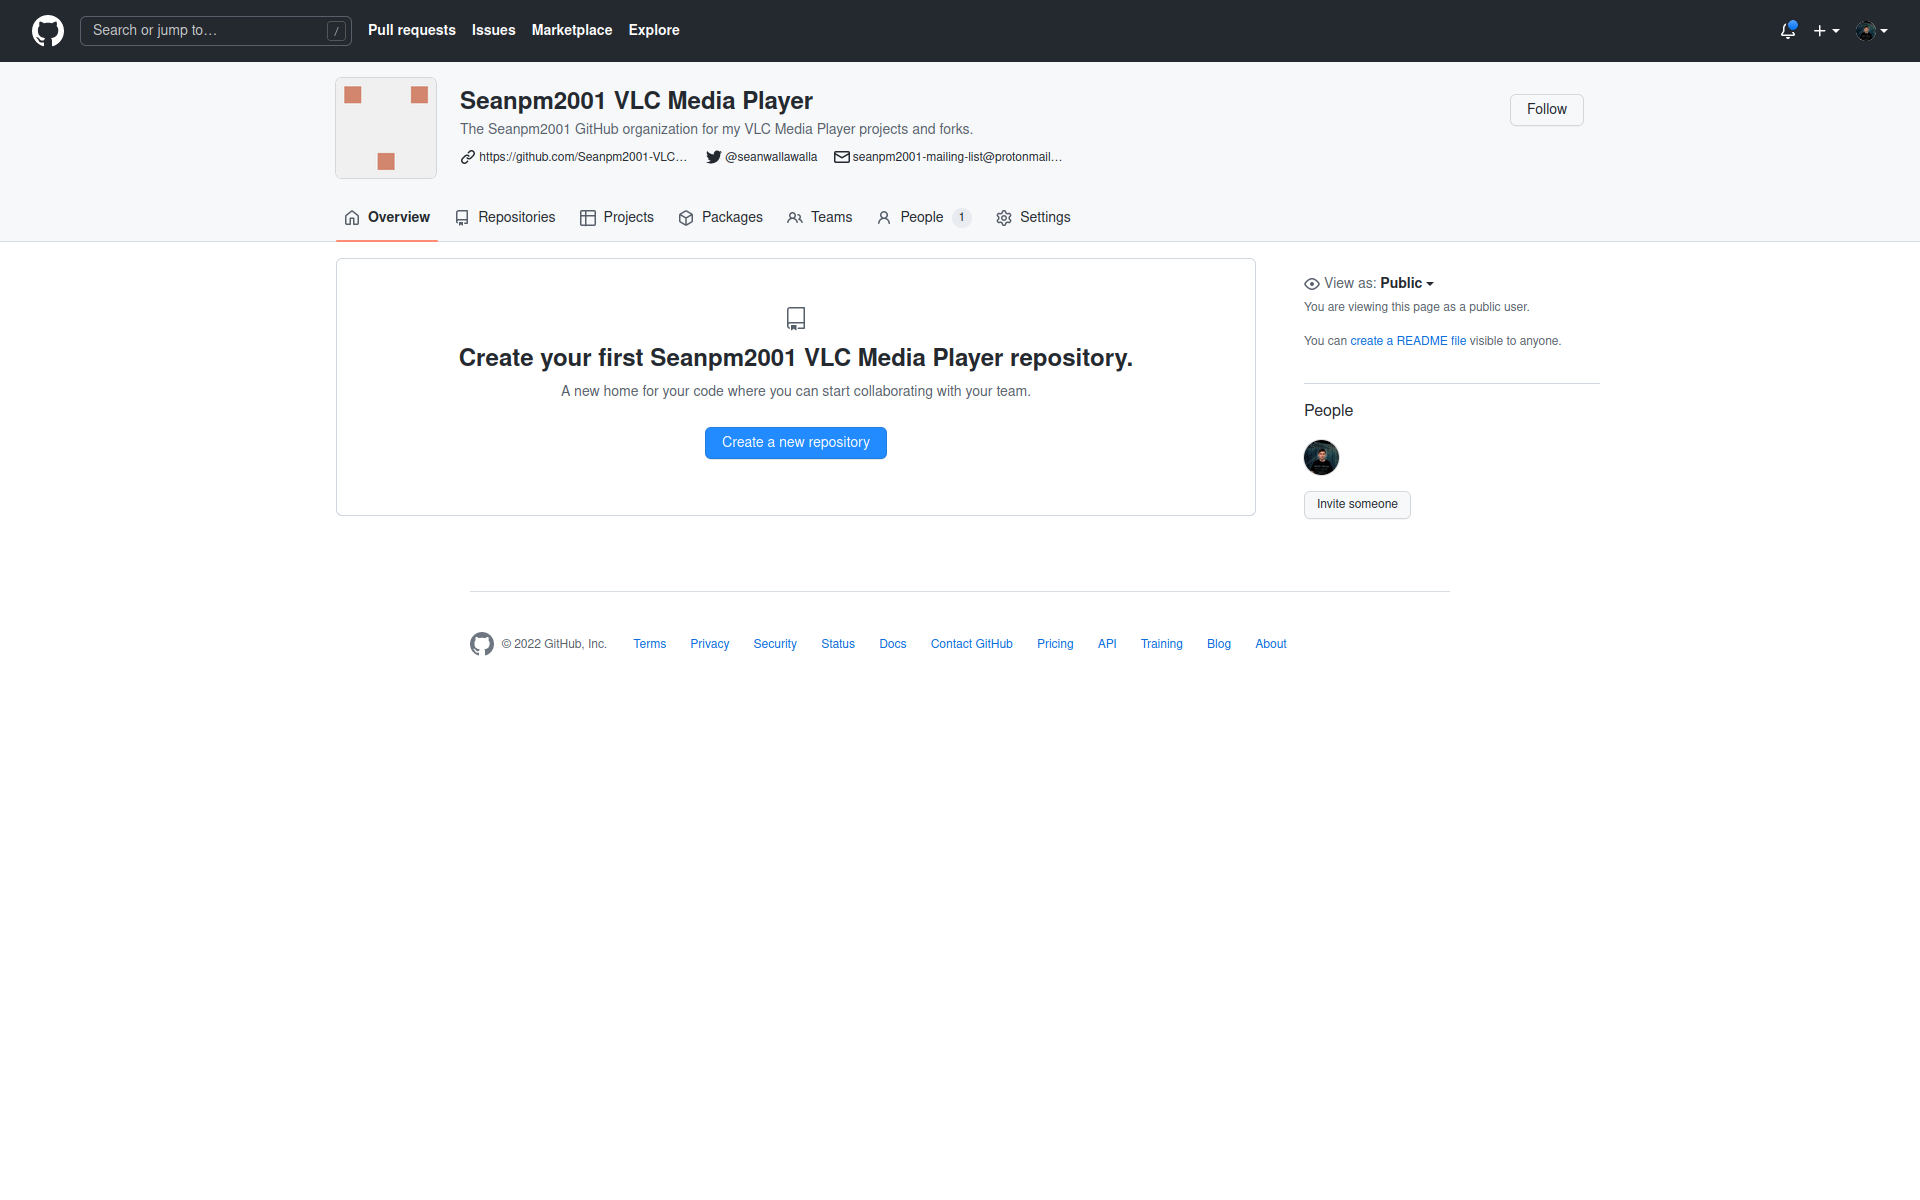 Search or jump to… /
Pull requests
Issues
Marketplace
Explore
Seanpm2001 VLC Media Player
The Seanpm2001 GitHub organization for my VLC Media Player projects and forks.
https://github.com/Seanpm2001-VLC…
@seanwallawalla
seanpm2001-mailing-list@protonmail…
Follow
Overview
Repositories
Projects
Packages
Teams
People 1
Settings
Create your first Seanpm2001 VLC Media Player repository.
A new home for your code where you can start collaborating with your team.
Create a new repository
View as: Public
You are viewing this page as a public user.
You can create a README file visible to anyone.
People
Invite someone
© 2022 GitHub, Inc.
Terms
Privacy
Security
Status
Docs
Contact GitHub
Pricing
API
Training
Blog
About